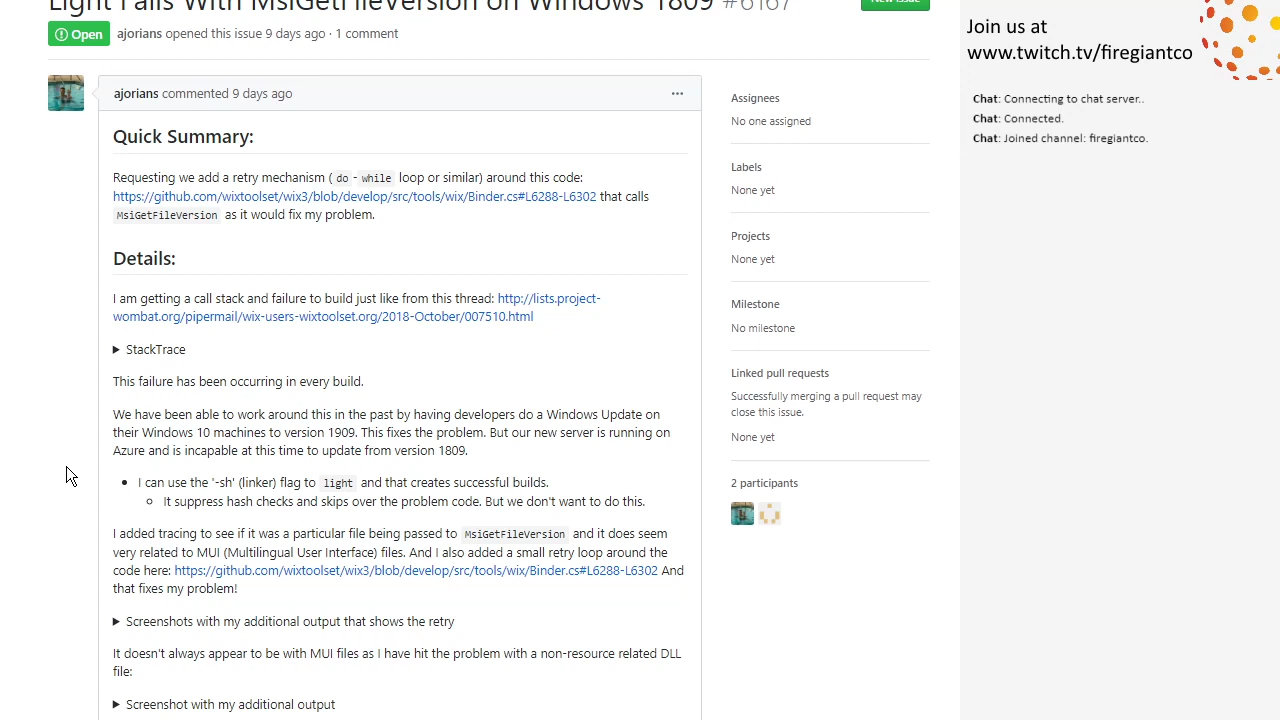 Light Fails With MsiGetFileVersion on Windows 1809 #6167
New issue
Open ajorians opened this issue 9 days ago · 1 comment
ajorians commented 9 days ago
Quick Summary:
Requesting we add a retry mechanism ( do - while loop or similar) around this code:
https://github.com/wixtoolset/wix3/blob/develop/src/tools/wix/Binder.cs#L6288-L6302 that calls
MsiGetFileVersion as it would fix my problem.
Details:
I am getting a call stack and failure to build just like from this thread: http://lists.project-
wombat.org/pipermail/wix-users-wixtoolset.org/2018-October/007510.html
StackTrace
This failure has been occurring in every build.
We have been able to work around this in the past by having developers do a Windows Update on
their Windows 10 machines to version 1909. This fixes the problem. But our new server is running on
Azure and is incapable at this time to update from version 1809.
I can use the '-sh' (linker) flag to light and that creates successful builds.
It suppress hash checks and skips over the problem code. But we don't want to do this.
I added tracing to see if it was a particular file being passed to MsiGetFileVersion and it does seem
very related to MUI (Multilingual User Interface) files. And I also added a small retry loop around the
code here: https://github.com/wixtoolset/wix3/blob/develop/src/tools/wix/Binder.cs#L6288-L6302 And
that fixes my problem!
Screenshots with my additional output that shows the retry
It doesn't always appear to be with MUI files as I have hit the problem with a non-resource related DLL
file:
Screenshot with my additional output
Assignees
No one assigned
Labels
None yet
Projects
None yet
Milestone
No milestone
Linked pull requests
Successfully merging a pull request may
close this issue.
None yet
2 participants
Join us at
www.twitch.tv/firegiantco
Chat: Connecting to chat server..
Chat: Connected.
Chat: Joined channel: firegiantco.